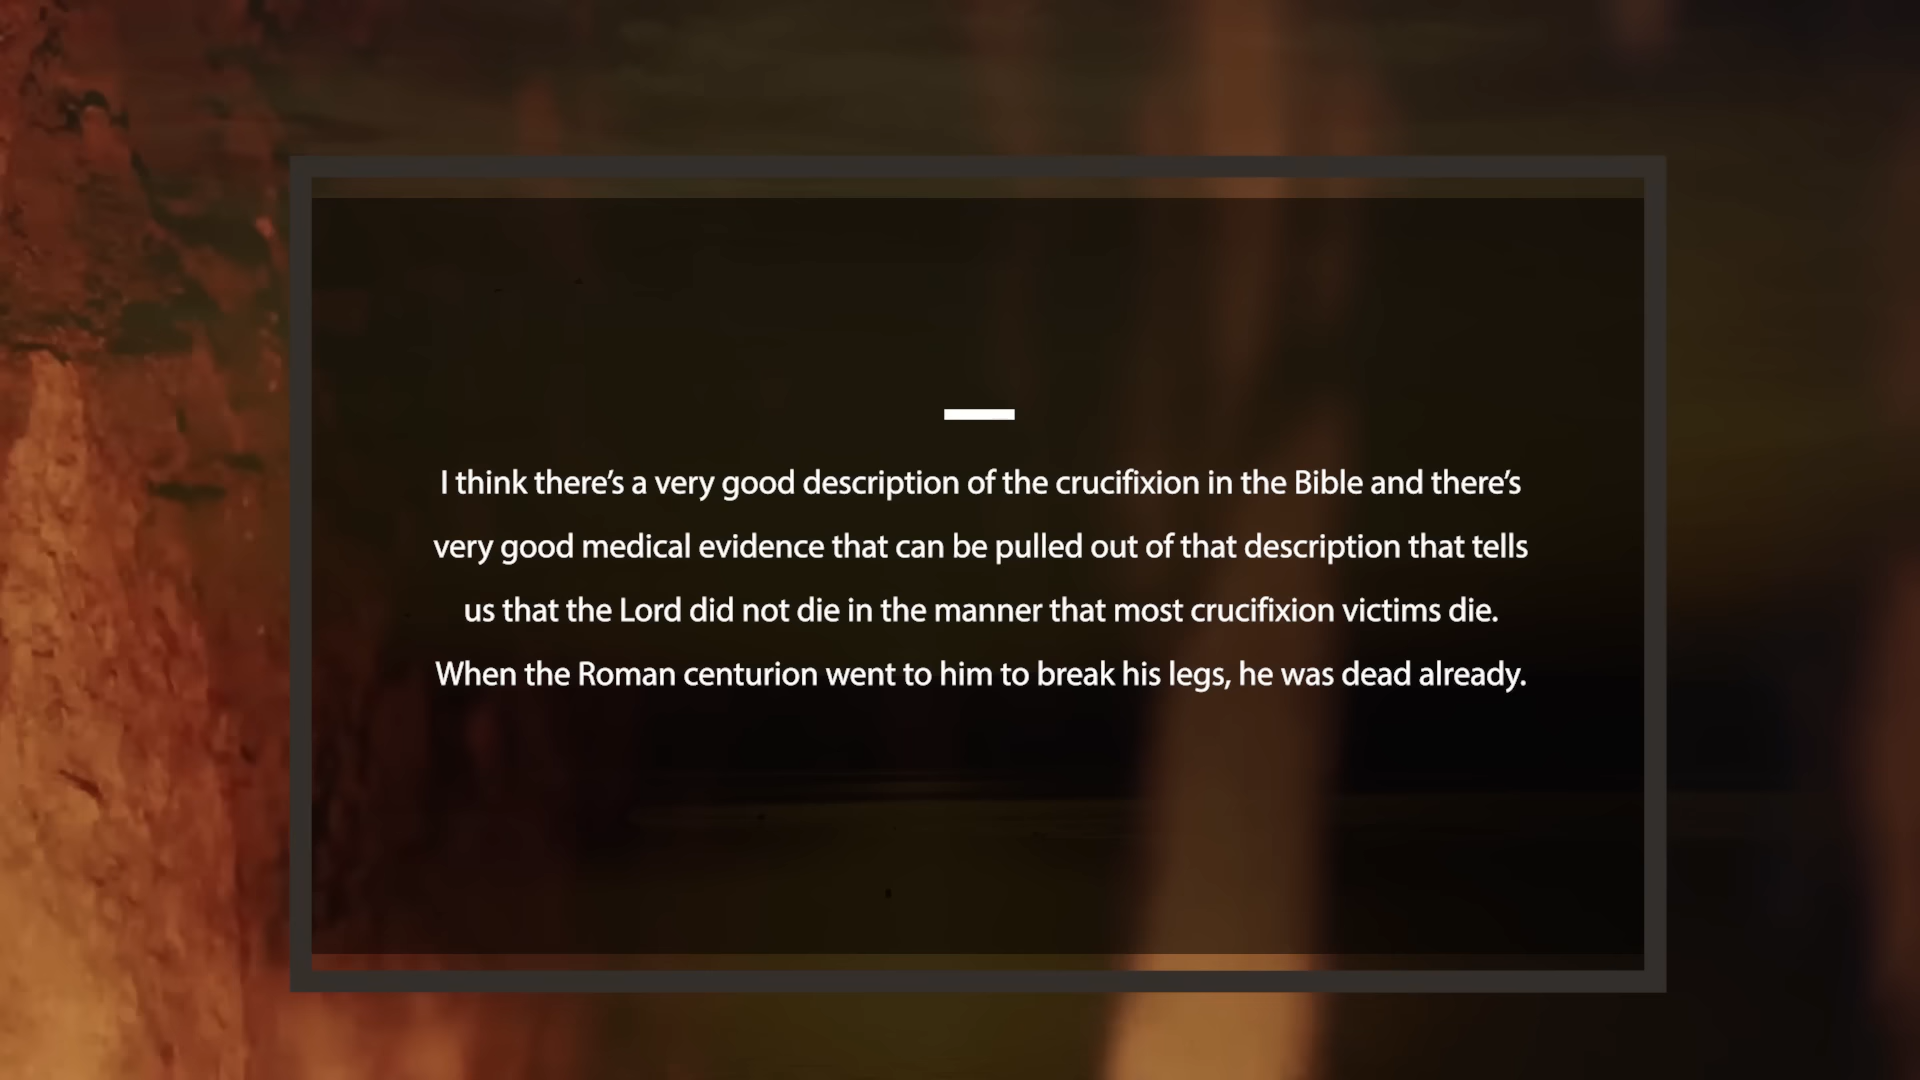 I think there’s a very good description of the crucifixion in the Bible and there’s
very good medical evidence that can be pulled out of that description that tells
us that the Lord did not die in the manner that most crucifixion victims die.
When the Roman centurion went to him to break his legs, he was dead already.